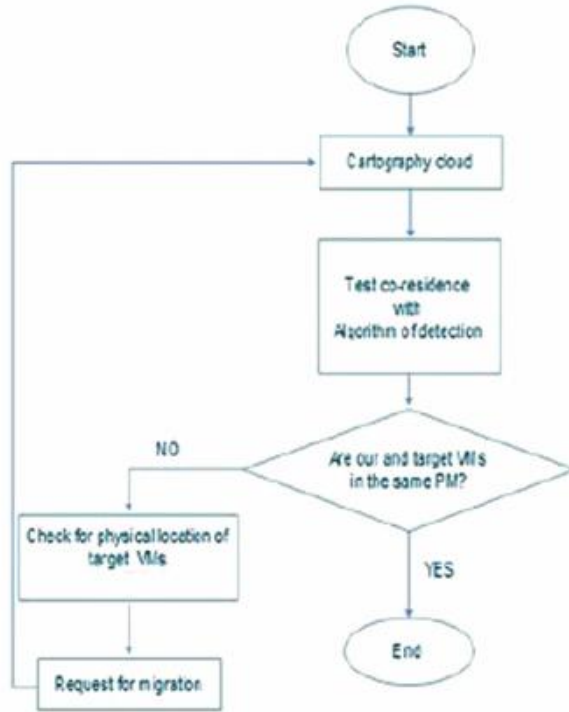 Start
Cartography cloud
Test co-residence
with
Algorithm of detection
Are our and target VMs
in the same PM?
NO
Check for physical location of
target VMs
YES
End
Request for migration